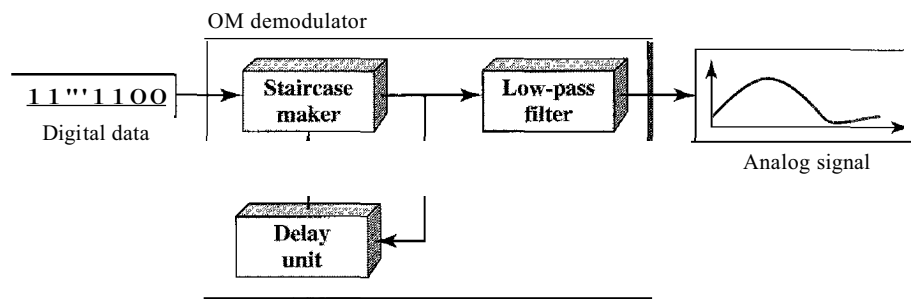 OM demodulator
Staircase
maker
Low-pass
filter
11"'1100
Digital data
Analog signal
Delay
unit